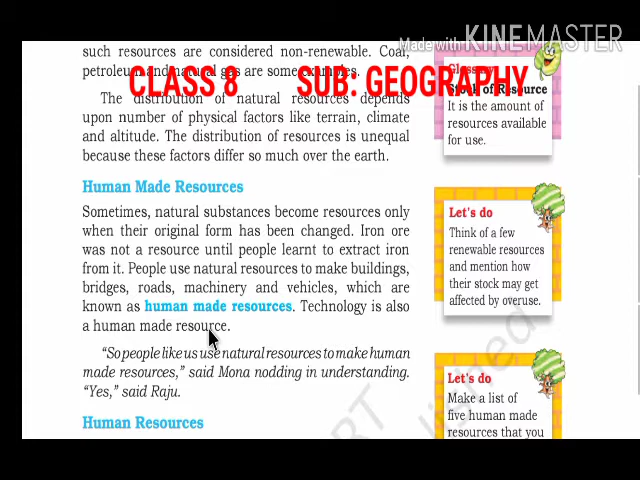 Made with KINEMASTER
CLASS 8 SUB: GEOGRAPHY
such resources are considered non-renewable. Coal,
petroleum and natural gas are some examples.
The distribution of natural resources depends
upon number of physical factors like terrain, climate
and altitude. The distribution of resources is unequal
because these factors differ so much over the earth.
Human Made Resources
Sometimes, natural substances become resources only
when their original form has been changed. Iron ore
was not a resource until people learnt to extract iron
from it. People use natural resources to make buildings,
bridges, roads, machinery and vehicles, which are
known as human made resources. Technology is also
a human made resource.
“So people like us use natural resources to make human
made resources,” said Mona nodding in understanding.
“Yes,” said Raju.
Human Resources
Glossary
Stock of Resource
It is the amount of
resources available
for use.
Let's do
Think of a few
renewable resources
and mention how
their stock may get
affected by overuse.
Let's do
Make a list of
five human made
resources that you